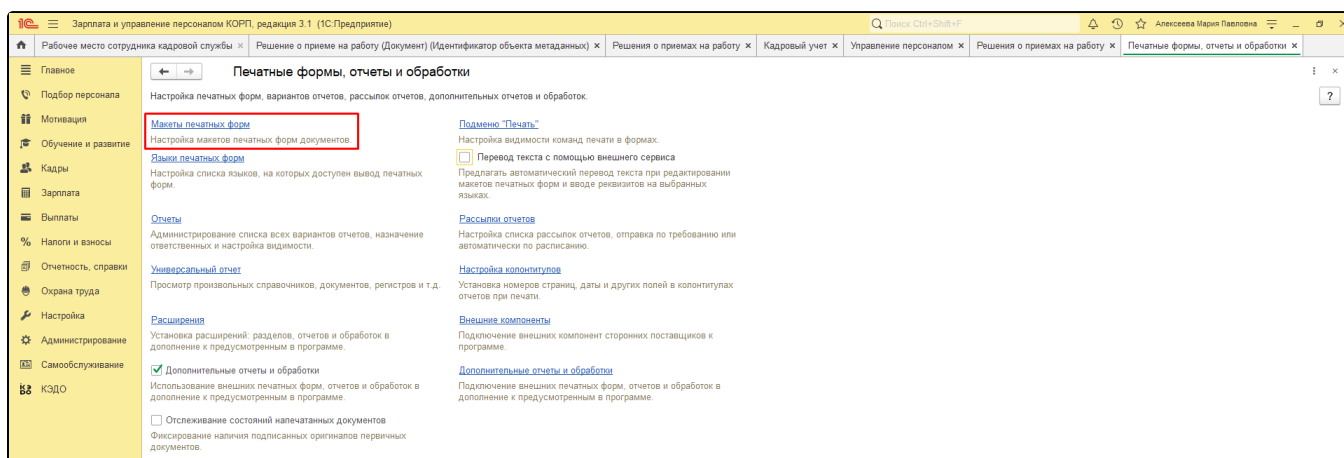 Зарплата и управление персоналом КОРП, редакция 3.1 (1С:Предприятие)
Поиск Ctrl+Shift+F
Алексеева Мария Павловна
Рабочее место сотрудника кадровой службы ×
Решение о приеме на работу (Документ) (Идентификатор объекта метаданных) ×
Решения о приемах на работу ×
Кадровый учет ×
Управление персоналом ×
Решения о приемах на работу ×
Печатные формы, отчеты и обработки ×
Главное
Подбор персонала
Мотивация
Обучение и развитие
Кадры
Зарплата
Выплаты
Налоги и взносы
Отчетность, справки
Охрана труда
Настройка
Администрирование
Самообслуживание
КЭДО
Печатные формы, отчеты и обработки
?
Настройка печатных форм, вариантов отчетов, рассылок отчетов, дополнительных отчетов и обработок.
Макеты печатных форм
Настройка макетов печатных форм документов.
Языки печатных форм
Настройка списка языков, на которых доступен вывод печатных
форм.
Отчеты
Администрирование списка всех вариантов отчетов, назначение
ответственных и настройка видимости.
Универсальный отчет
Просмотр произвольных справочников, документов, регистров и т.д.
Расширения
Установка расширений: разделов, отчетов и обработок в
дополнение к предусмотренным в программе.
Дополнительные отчеты и обработки
Использование внешних печатных форм, отчетов и обработок в
дополнение к предусмотренным в программе.
Отслеживание состояний напечатанных документов
Фиксирование наличия подписанных оригиналов первичных
документов.
Подменю "Печать"
Настройка видимости команд печати в формах.
Перевод текста с помощью внешнего сервиса
Предлагать автоматический перевод текста при редактировании
макетов печатных форм и вводе реквизитов на выбранных
языках.
Рассылки отчетов
Настройка списка рассылок отчетов, отправка по требованию или
автоматически по расписанию.
Настройка колонтитулов
Установка номеров страниц, даты и других полей в колонтитулах
отчетов при печати.
Внешние компоненты
Подключение внешних компонент сторонних поставщиков к
программе.
Дополнительные отчеты и обработки
Подключение внешних печатных форм, отчетов и обработок в
дополнение к предусмотренным в программе.